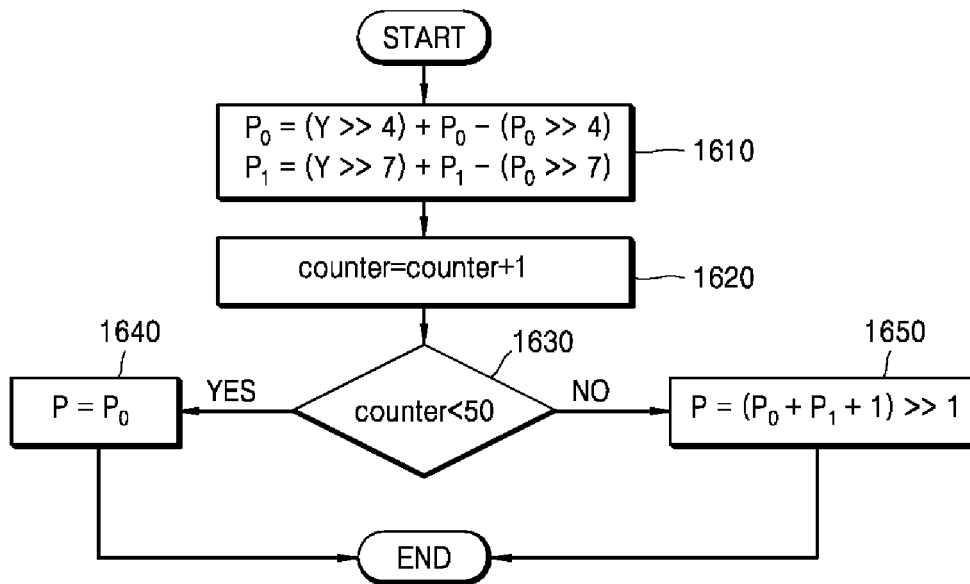 START
P₀ = (Y >> 4) + P₀ − (P₀ >> 4)
P₁ = (Y >> 7) + P₁ − (P₀ >> 7)
1610
counter=counter+1
1620
1640
1630
1650
P = P₀
YES
counter<50
NO
P = (P₀ + P₁ + 1) >> 1
END